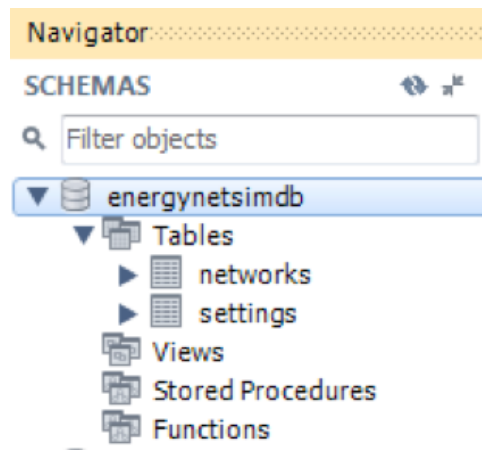 Navigator
SCHEMAS
Filter objects
energynetsimdb
Tables
networks
settings
Views
Stored Procedures
Functions